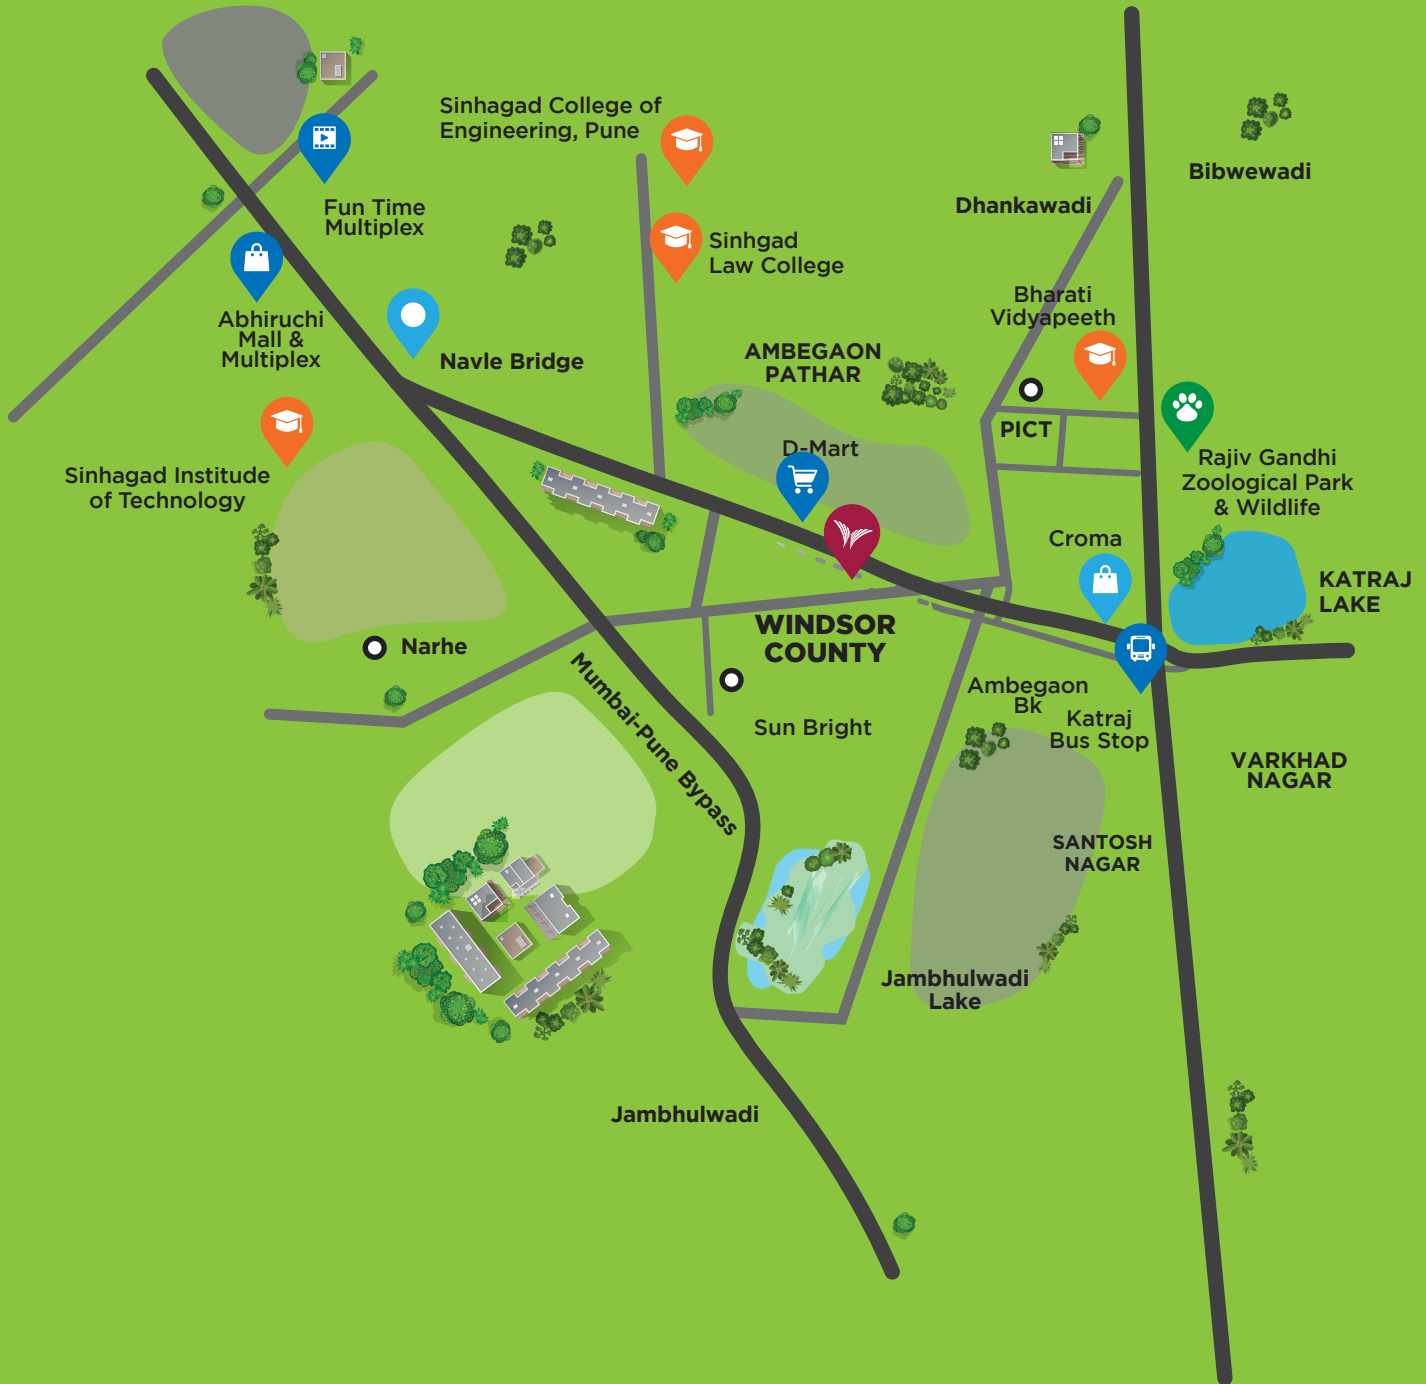 Sinhagad College of
Engineering, Pune
Bibwewadi
Dhankawadi
Fun Time
Multiplex
Sinhgad
Law College
Bharati
Vidyapeeth
Abhiruchi
Mall &
Multiplex
Navle Bridge
AMBEGAON
PATHAR
PICT
D-Mart
Rajiv Gandhi
Zoological Park
& Wildlife
Sinhagad Institude
of Technology
Croma
KATRAJ
LAKE
WINDSOR
COUNTY
Narhe
Mumbai-Pune Bypass
Ambegaon
Bk
Sun Bright
Katraj
Bus Stop
VARKHAD
NAGAR
SANTOSH
NAGAR
Jambhulwadi
Lake
Jambhulwadi